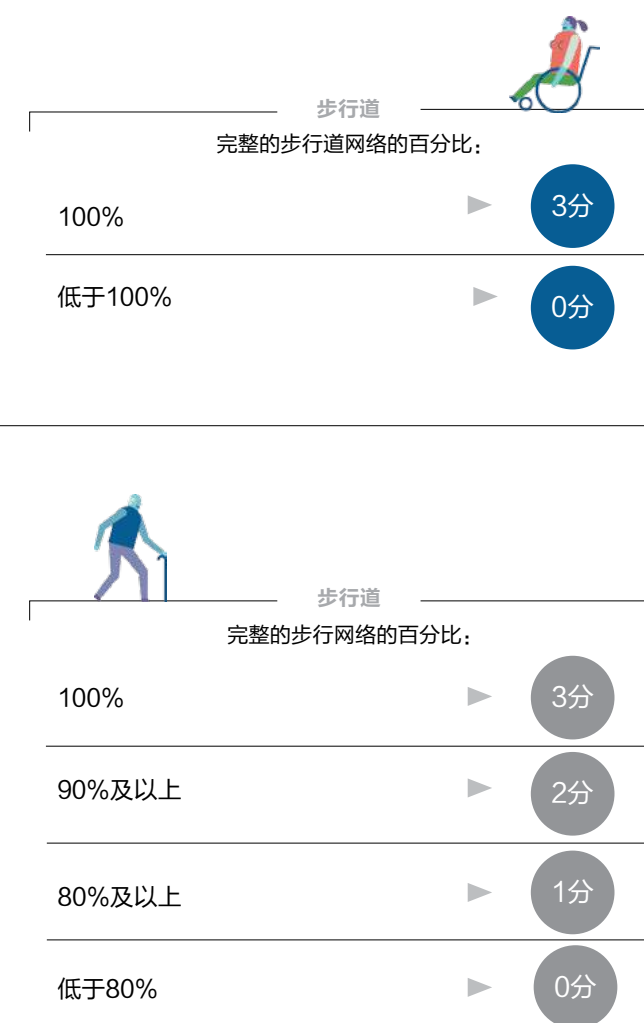 步行道
完整的步行道网络的百分比：
100%
3分
低于100%
0分
步行道
完整的步行网络的百分比：
100%
3分
90%及以上
2分
80%及以上
1分
低于80%
0分